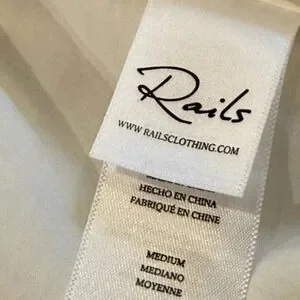 Rails
WWW.RAILSCLOTHING.COM
HECHO EN CHINA
FABRIQUÉ EN CHINE
MEDIUM
MEDIANO
MOYENNE